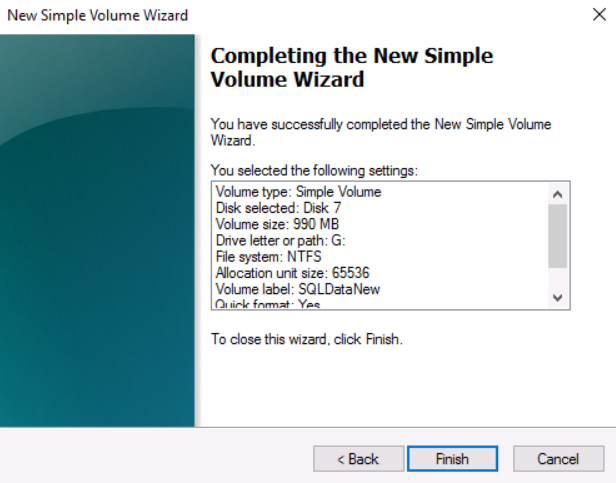 New Simple Volume Wizard
Completing the New Simple
Volume Wizard
You have successfully completed the New Simple Volume
Wizard.
You selected the following settings:
Volume type: Simple Volume
Disk selected: Disk 7
Volume size: 990 MB
Drive letter or path: G:
File system: NTFS
Allocation unit size: 65536
Volume label: SQLDataNew
Quick format: Yes
To close this wizard, click Finish.
< Back
Finish
Cancel